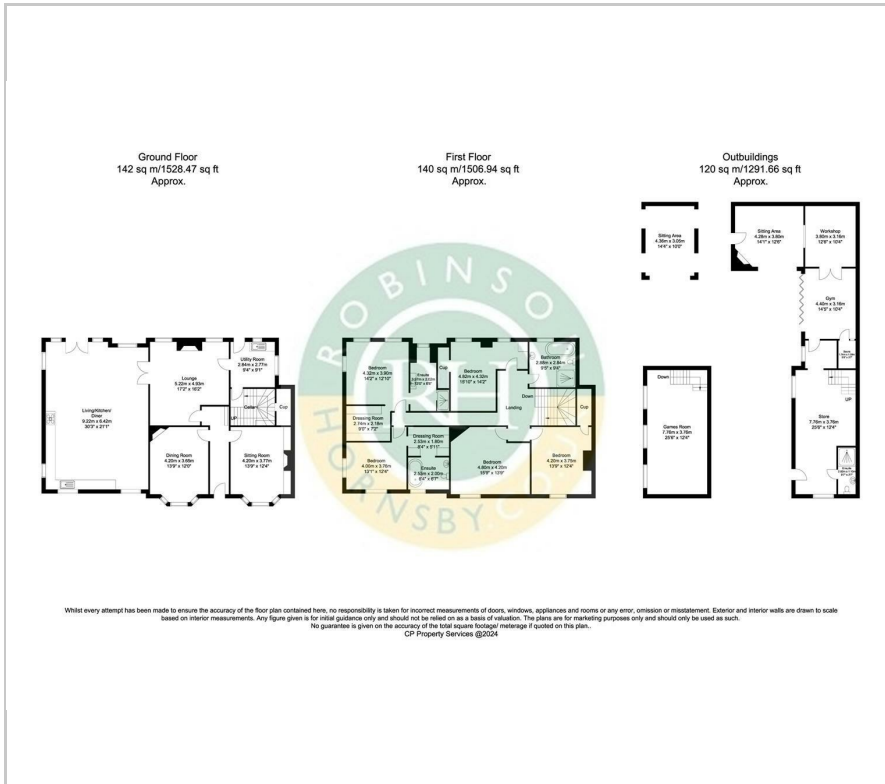 Ground Floor
142 sq m/1528.47 sq ft
Approx.
First Floor
140 sq m/1506.94 sq ft
Approx.
Outbuildings
120 sq m/1291.66 sq ft
Approx.
Living/Kitchen/
Diner
9.22m x 6.42m
30'3" x 21'1"
Lounge
5.22m x 4.93m
17'2" x 16'2"
Utility Room
2.84m x 2.77m
9'4" x 9'1"
Cellar
UP
Cup
Dining Room
4.20m x 3.66m
13'9" x 12'0"
Sitting Room
4.20m x 3.77m
13'9" x 12'4"
ROBINSON
RH
HORNSBY.CO.UK
Bedroom
4.32m x 3.90m
14'2" x 12'10"
Ensuite
Cup
Bedroom
4.82m x 4.32m
15'10" x 14'2"
Bathroom
2.88m x 2.84m
9'5" x 9'4"
Down
Landing
Cup
Dressing Room
2.74m x 2.18m
9'0" x 7'2"
Dressing Room
2.53m x 1.80m
8'4" x 5'11"
Bedroom
4.00m x 3.76m
13'1" x 12'4"
Ensuite
2.53m x 2.00m
8'4" x 6'7"
Bedroom
4.80m x 4.20m
15'9" x 13'9"
Bedroom
4.20m x 3.75m
13'9" x 12'4"
Sitting Area
4.36m x 3.05m
14'4" x 10'0"
Sitting Area
4.29m x 3.80m
14'1" x 12'6"
Workshop
3.80m x 3.16m
12'6" x 10'4"
Gym
4.40m x 3.16m
14'5" x 10'4"
Down
Games Room
7.76m x 3.76m
25'6" x 12'4"
UP
Store
7.76m x 3.76m
25'6" x 12'4"
Ensuite
Whilst every attempt has been made to ensure the accuracy of the floor plan contained here, no responsibility is taken for incorrect measurements of doors, windows, appliances and rooms or any error, omission or misstatement. Exterior and interior walls are drawn to scale
based on interior measurements. Any figure given is for initial guidance only and should not be relied on as a basis of valuation. The plans are for marketing purposes only and should only be used as such.
No guarantee is given on the accuracy of the total square footage/ meterage if quoted on this plan..
CP Property Services @2024